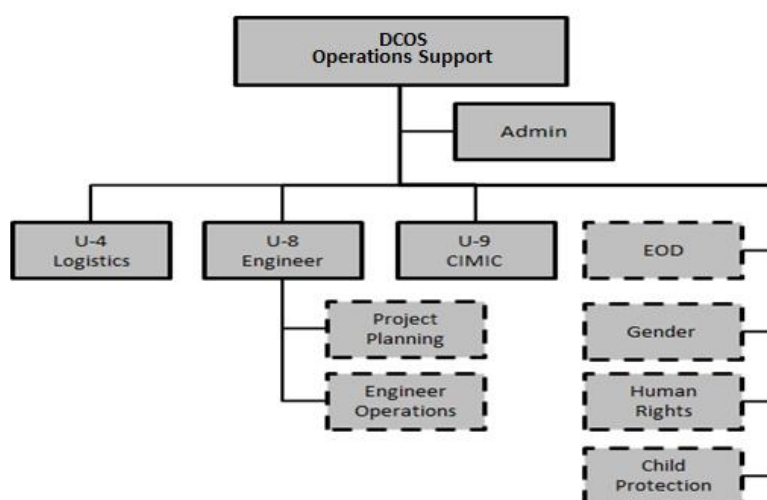 DCOS
Operations Support
Admin
U-4
Logistics
U-8
Engineer
U-9
CIMIC
EOD
Project
Planning
Gender
Engineer
Operations
Human
Rights
Child
Protection